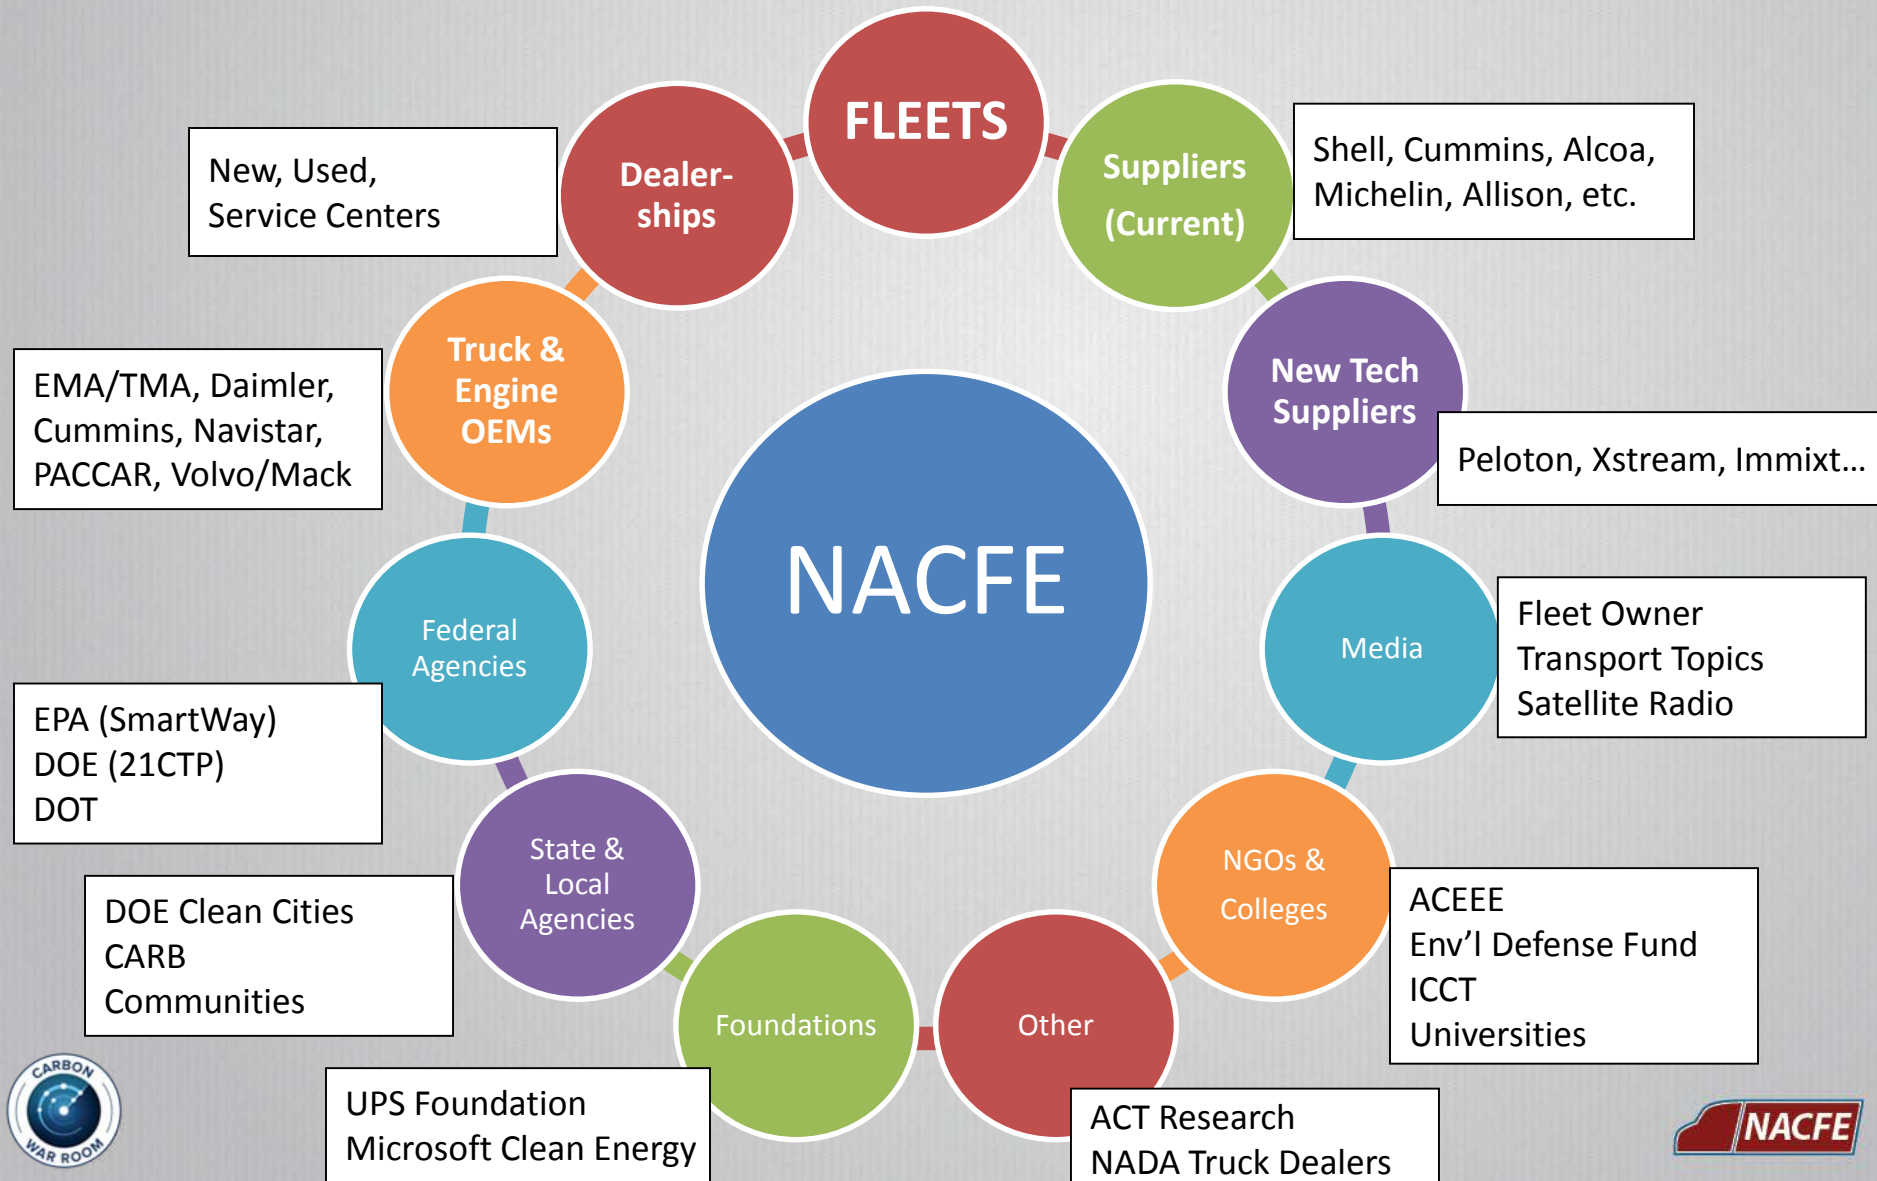 FLEETS
Dealer-
ships
New, Used,
Service Centers
Suppliers
(Current)
Shell, Cummins, Alcoa,
Michelin, Allison, etc.
Truck &
Engine
OEMs
EMA/TMA, Daimler,
Cummins, Navistar,
PACCAR, Volvo/Mack
New Tech
Suppliers
Peloton, Xstream, Immixt…
NACFE
Federal
Agencies
EPA (SmartWay)
DOE (21CTP)
DOT
Media
Fleet Owner
Transport Topics
Satellite Radio
State &
Local
Agencies
DOE Clean Cities
CARB
Communities
NGOs &
Colleges
ACEEE
Env’l Defense Fund
ICCT
Universities
Foundations
UPS Foundation
Microsoft Clean Energy
Other
ACT Research
NADA Truck Dealers
CARBON
WAR ROOM
NACFE